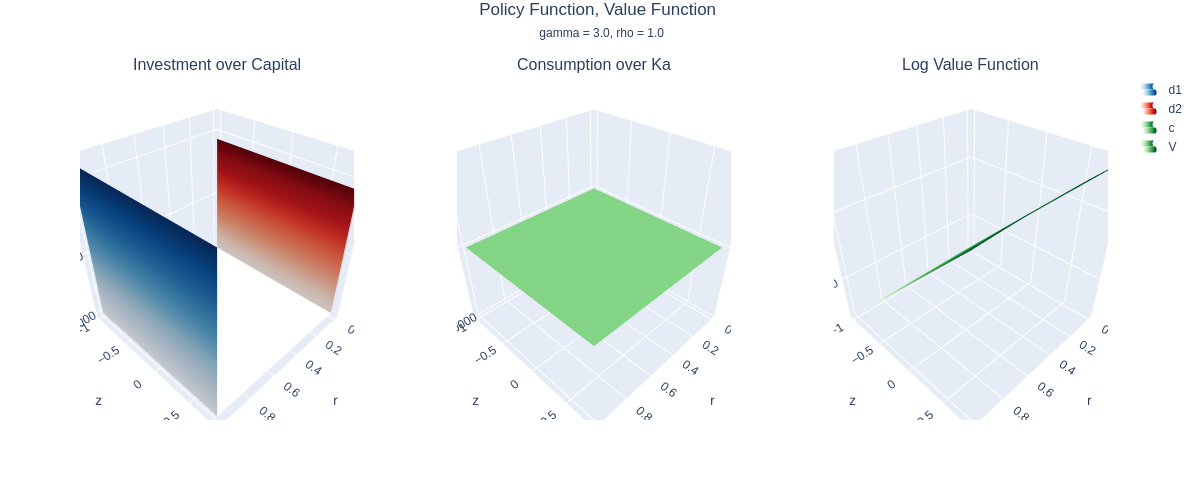 Policy Function, Value Function
gamma = 3.0, rho = 1.0
Investment over Capital
Consumption over Ka
Log Value Function
d1
d2
c
V
−0.5
0
z
0.2
0.4
0.6
0.8
r
−0.5
0
z
0
0.2
0.4
0.6
0.8
r
−1
−0.5
0
z
0
0.2
0.4
0.6
0.8
r